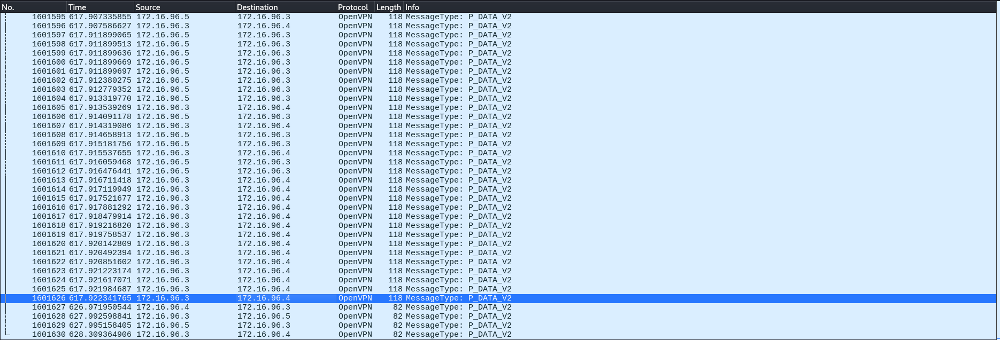 No. Time Source Destination Protocol Length Info
1601595 617.907335855 172.16.96.5 172.16.96.3 OpenVPN 118 MessageType: P_DATA_V2
1601596 617.907586627 172.16.96.3 172.16.96.4 OpenVPN 118 MessageType: P_DATA_V2
1601597 617.911899065 172.16.96.5 172.16.96.3 OpenVPN 118 MessageType: P_DATA_V2
1601598 617.911899513 172.16.96.5 172.16.96.3 OpenVPN 118 MessageType: P_DATA_V2
1601599 617.911899636 172.16.96.5 172.16.96.3 OpenVPN 118 MessageType: P_DATA_V2
1601600 617.911899669 172.16.96.5 172.16.96.3 OpenVPN 118 MessageType: P_DATA_V2
1601601 617.911899697 172.16.96.5 172.16.96.3 OpenVPN 118 MessageType: P_DATA_V2
1601602 617.912380275 172.16.96.5 172.16.96.3 OpenVPN 118 MessageType: P_DATA_V2
1601603 617.912779352 172.16.96.5 172.16.96.3 OpenVPN 118 MessageType: P_DATA_V2
1601604 617.913319770 172.16.96.5 172.16.96.3 OpenVPN 118 MessageType: P_DATA_V2
1601605 617.913539269 172.16.96.3 172.16.96.4 OpenVPN 118 MessageType: P_DATA_V2
1601606 617.914091178 172.16.96.5 172.16.96.3 OpenVPN 118 MessageType: P_DATA_V2
1601607 617.914319086 172.16.96.3 172.16.96.4 OpenVPN 118 MessageType: P_DATA_V2
1601608 617.914658913 172.16.96.5 172.16.96.3 OpenVPN 118 MessageType: P_DATA_V2
1601609 617.915181756 172.16.96.5 172.16.96.3 OpenVPN 118 MessageType: P_DATA_V2
1601610 617.915537655 172.16.96.3 172.16.96.4 OpenVPN 118 MessageType: P_DATA_V2
1601611 617.916059468 172.16.96.5 172.16.96.3 OpenVPN 118 MessageType: P_DATA_V2
1601612 617.916476441 172.16.96.5 172.16.96.3 OpenVPN 118 MessageType: P_DATA_V2
1601613 617.916711418 172.16.96.3 172.16.96.4 OpenVPN 118 MessageType: P_DATA_V2
1601614 617.917119949 172.16.96.3 172.16.96.4 OpenVPN 118 MessageType: P_DATA_V2
1601615 617.917521677 172.16.96.3 172.16.96.4 OpenVPN 118 MessageType: P_DATA_V2
1601616 617.917881292 172.16.96.3 172.16.96.4 OpenVPN 118 MessageType: P_DATA_V2
1601617 617.918479914 172.16.96.3 172.16.96.4 OpenVPN 118 MessageType: P_DATA_V2
1601618 617.919216820 172.16.96.3 172.16.96.4 OpenVPN 118 MessageType: P_DATA_V2
1601619 617.919758537 172.16.96.3 172.16.96.4 OpenVPN 118 MessageType: P_DATA_V2
1601620 617.920142809 172.16.96.3 172.16.96.4 OpenVPN 118 MessageType: P_DATA_V2
1601621 617.920492394 172.16.96.3 172.16.96.4 OpenVPN 118 MessageType: P_DATA_V2
1601622 617.920851602 172.16.96.3 172.16.96.4 OpenVPN 118 MessageType: P_DATA_V2
1601623 617.921223174 172.16.96.3 172.16.96.4 OpenVPN 118 MessageType: P_DATA_V2
1601624 617.921617071 172.16.96.3 172.16.96.4 OpenVPN 118 MessageType: P_DATA_V2
1601625 617.921984687 172.16.96.3 172.16.96.4 OpenVPN 118 MessageType: P_DATA_V2
1601626 617.922341765 172.16.96.3 172.16.96.4 OpenVPN 118 MessageType: P_DATA_V2
1601627 626.971950544 172.16.96.4 172.16.96.3 OpenVPN 82 MessageType: P_DATA_V2
1601628 627.992598841 172.16.96.3 172.16.96.5 OpenVPN 82 MessageType: P_DATA_V2
1601629 627.995158405 172.16.96.5 172.16.96.3 OpenVPN 82 MessageType: P_DATA_V2
1601630 628.309364906 172.16.96.3 172.16.96.4 OpenVPN 82 MessageType: P_DATA_V2